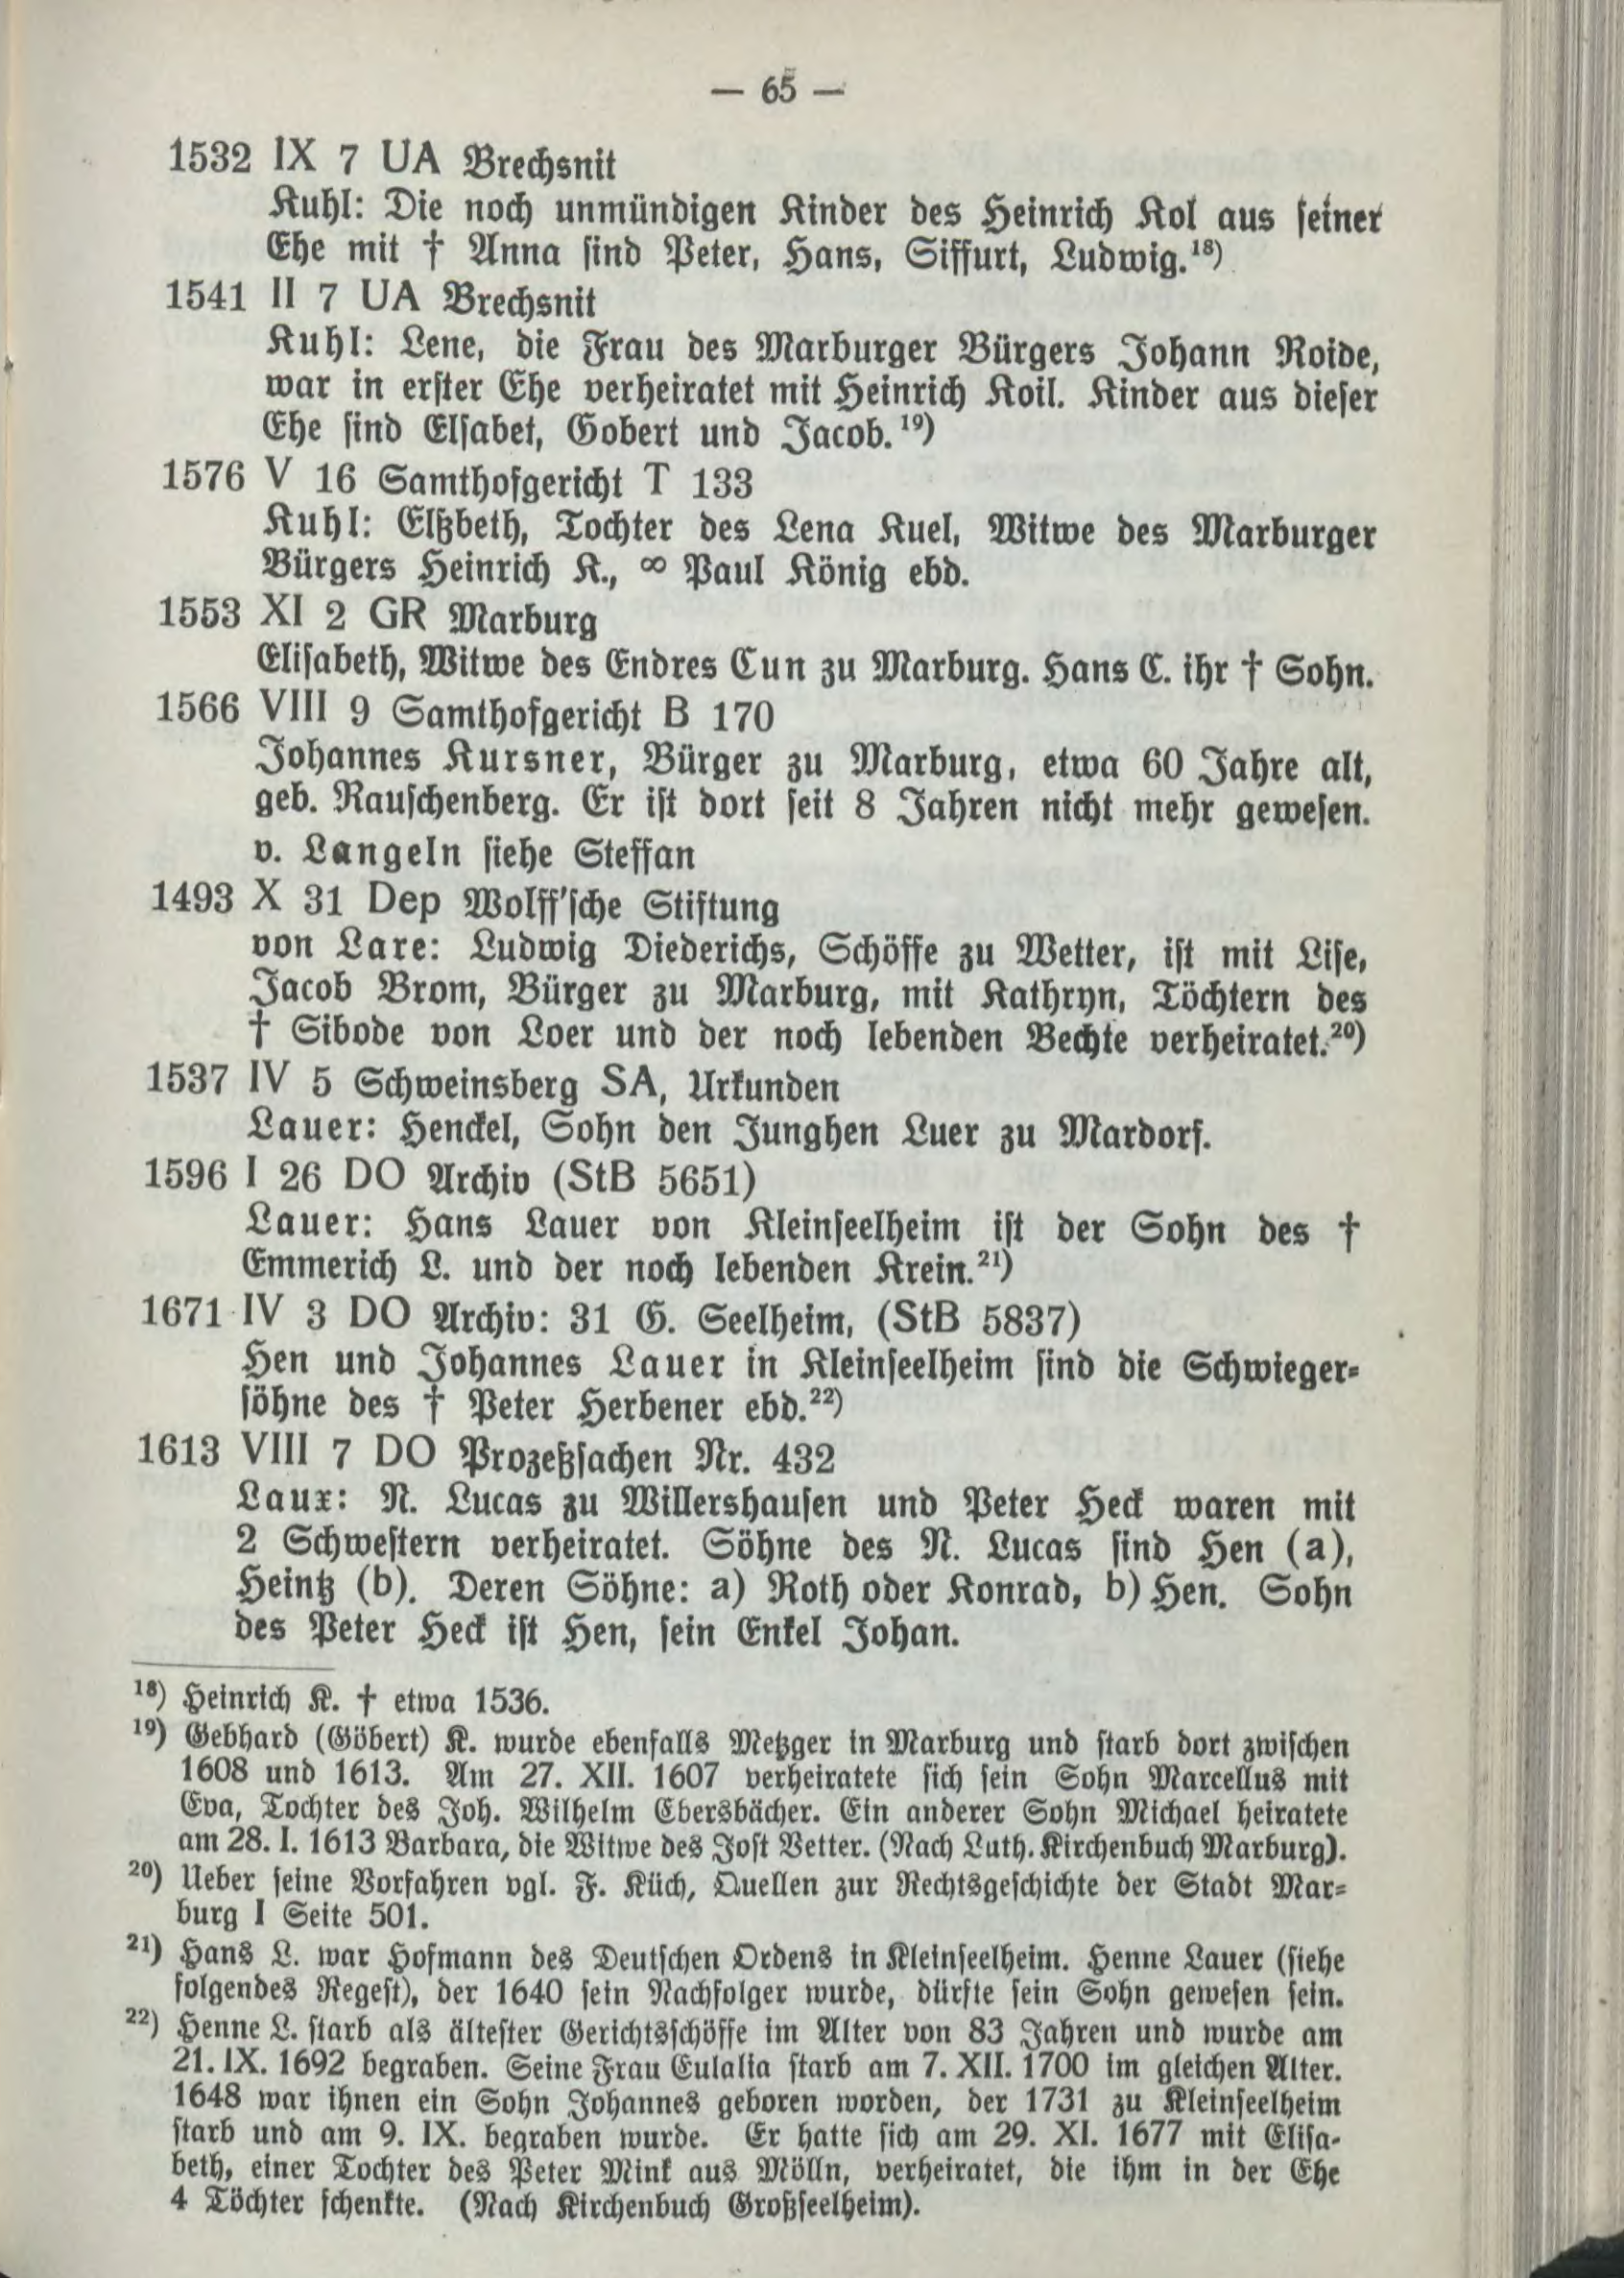 — 65 —
1532 IX 7 UA Brechsnit
Kuhl: Die noch unmündigen Kinder des Heinrich Kol aus seiner
Ehe mit † Anna sind Peter, Hans, Siffurt, Ludwig.¹⁸)
1541 II 7 UA Brechsnit
Kuhl: Lene, die Frau des Marburger Bürgers Johann Roide,
war in erster Ehe verheiratet mit Heinrich Koil. Kinder aus dieser
Ehe sind Elsabet, Gobert und Jacob.¹⁹)
1576 V 16 Samthofgericht T 133
Kuhl: Elßbeth, Tochter des Lena Kuel, Witwe des Marburger
Bürgers Heinrich K., ∞ Paul König ebd.
1553 XI 2 GR Marburg
Elisabeth, Witwe des Endres Cun zu Marburg. Hans C. ihr † Sohn.
1566 VIII 9 Samthofgericht B 170
Johannes Kursner, Bürger zu Marburg, etwa 60 Jahre alt,
geb. Rauschenberg. Er ist dort seit 8 Jahren nicht mehr gewesen.
v. Langeln siehe Steffan
1493 X 31 Dep Wolff'sche Stiftung
von Lare: Ludwig Diederichs, Schöffe zu Wetter, ist mit Lise,
Jacob Brom, Bürger zu Marburg, mit Kathryn, Töchtern des
† Sibode von Loer und der noch lebenden Bechte verheiratet.²⁰)
1537 IV 5 Schweinsberg SA, Urkunden
Lauer: Henckel, Sohn den Junghen Luer zu Mardorf.
1596 I 26 DO Archiv (StB 5651)
Lauer: Hans Lauer von Kleinseelheim ist der Sohn des †
Emmerich L. und der noch lebenden Krein.²¹)
1671 IV 3 DO Archiv: 31 G. Seelheim, (StB 5837)
Hen und Johannes Lauer in Kleinseelheim sind die Schwieger-
söhne des † Peter Herbener ebd.²²)
1613 VIII 7 DO Prozeßsachen Nr. 432
Laux: N. Lucas zu Willershausen und Peter Heck waren mit
2 Schwestern verheiratet. Söhne des N. Lucas sind Hen (a),
Heintz (b). Deren Söhne: a) Roth oder Konrad, b) Hen. Sohn
des Peter Heck ist Hen, sein Enkel Johan.
¹⁸) Heinrich K. † etwa 1536.
¹⁹) Gebhard (Göbert) K. wurde ebenfalls Metzger in Marburg und starb dort zwischen
1608 und 1613. Am 27. XII. 1607 verheiratete sich sein Sohn Marcellus mit
Eva, Tochter des Joh. Wilhelm Ebersbächer. Ein anderer Sohn Michael heiratete
am 28. I. 1613 Barbara, die Witwe des Jost Vetter. (Nach Luth. Kirchenbuch Marburg).
²⁰) Ueber seine Vorfahren vgl. F. Küch, Quellen zur Rechtsgeschichte der Stadt Mar-
burg I Seite 501.
²¹) Hans L. war Hofmann des Deutschen Ordens in Kleinseelheim. Henne Lauer (siehe
folgendes Regest), der 1640 sein Nachfolger wurde, dürfte sein Sohn gewesen sein.
²²) Henne L. starb als ältester Gerichtsschöffe im Alter von 83 Jahren und wurde am
21. IX. 1692 begraben. Seine Frau Eulalia starb am 7. XII. 1700 im gleichen Alter.
1648 war ihnen ein Sohn Johannes geboren worden, der 1731 zu Kleinseelheim
starb und am 9. IX. begraben wurde. Er hatte sich am 29. XI. 1677 mit Elisa-
beth, einer Tochter des Peter Mink aus Mölln, verheiratet, die ihm in der Ehe
4 Töchter schenkte. (Nach Kirchenbuch Großseelheim).